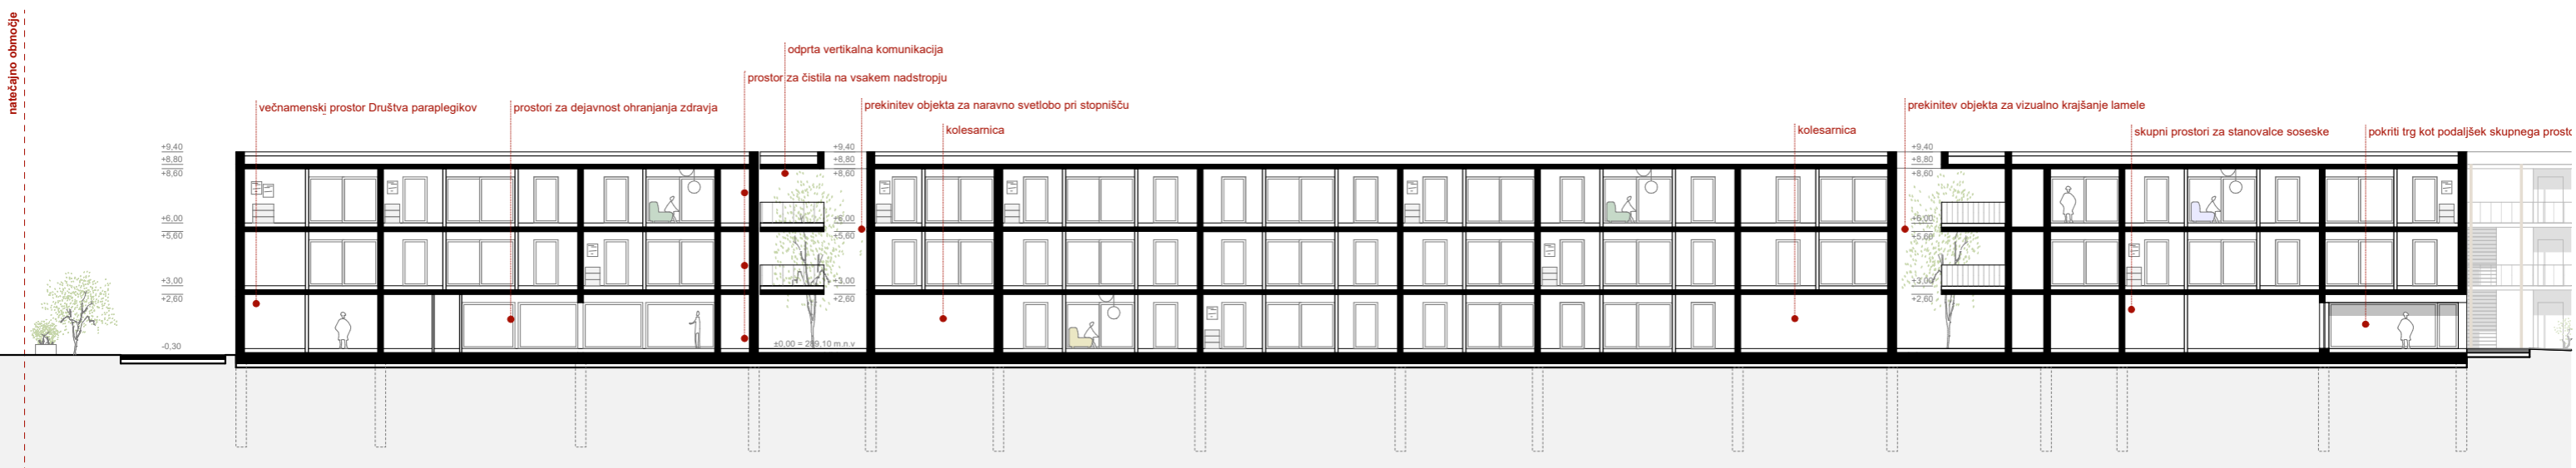 natečajno območje
odprta vertikalna komunikacija
prostor za čistila na vsakem nadstropju
večnamenski prostor Društva paraplegikov
prostori za dejavnost ohranjanja zdravja
prekinitev objekta za naravno svetlobo pri stopnišču
prekinitev objekta za vizualno krajšanje lamele
kolesarnica
kolesarnica
skupni prostori za stanovalce soseske
pokriti trg kot podaljšek skupnega prosto
+9,40
+8,80
+8,60
+6,00
+5,60
+3,00
+2,60
-0,30
+9,40
+8,80
+8,60
+6,00
+5,60
+3,00
+2,60
±0,00 = 289,10 m.n.v
+9,40
+8,80
+8,60
+6,00
+5,60
+3,00
+2,60